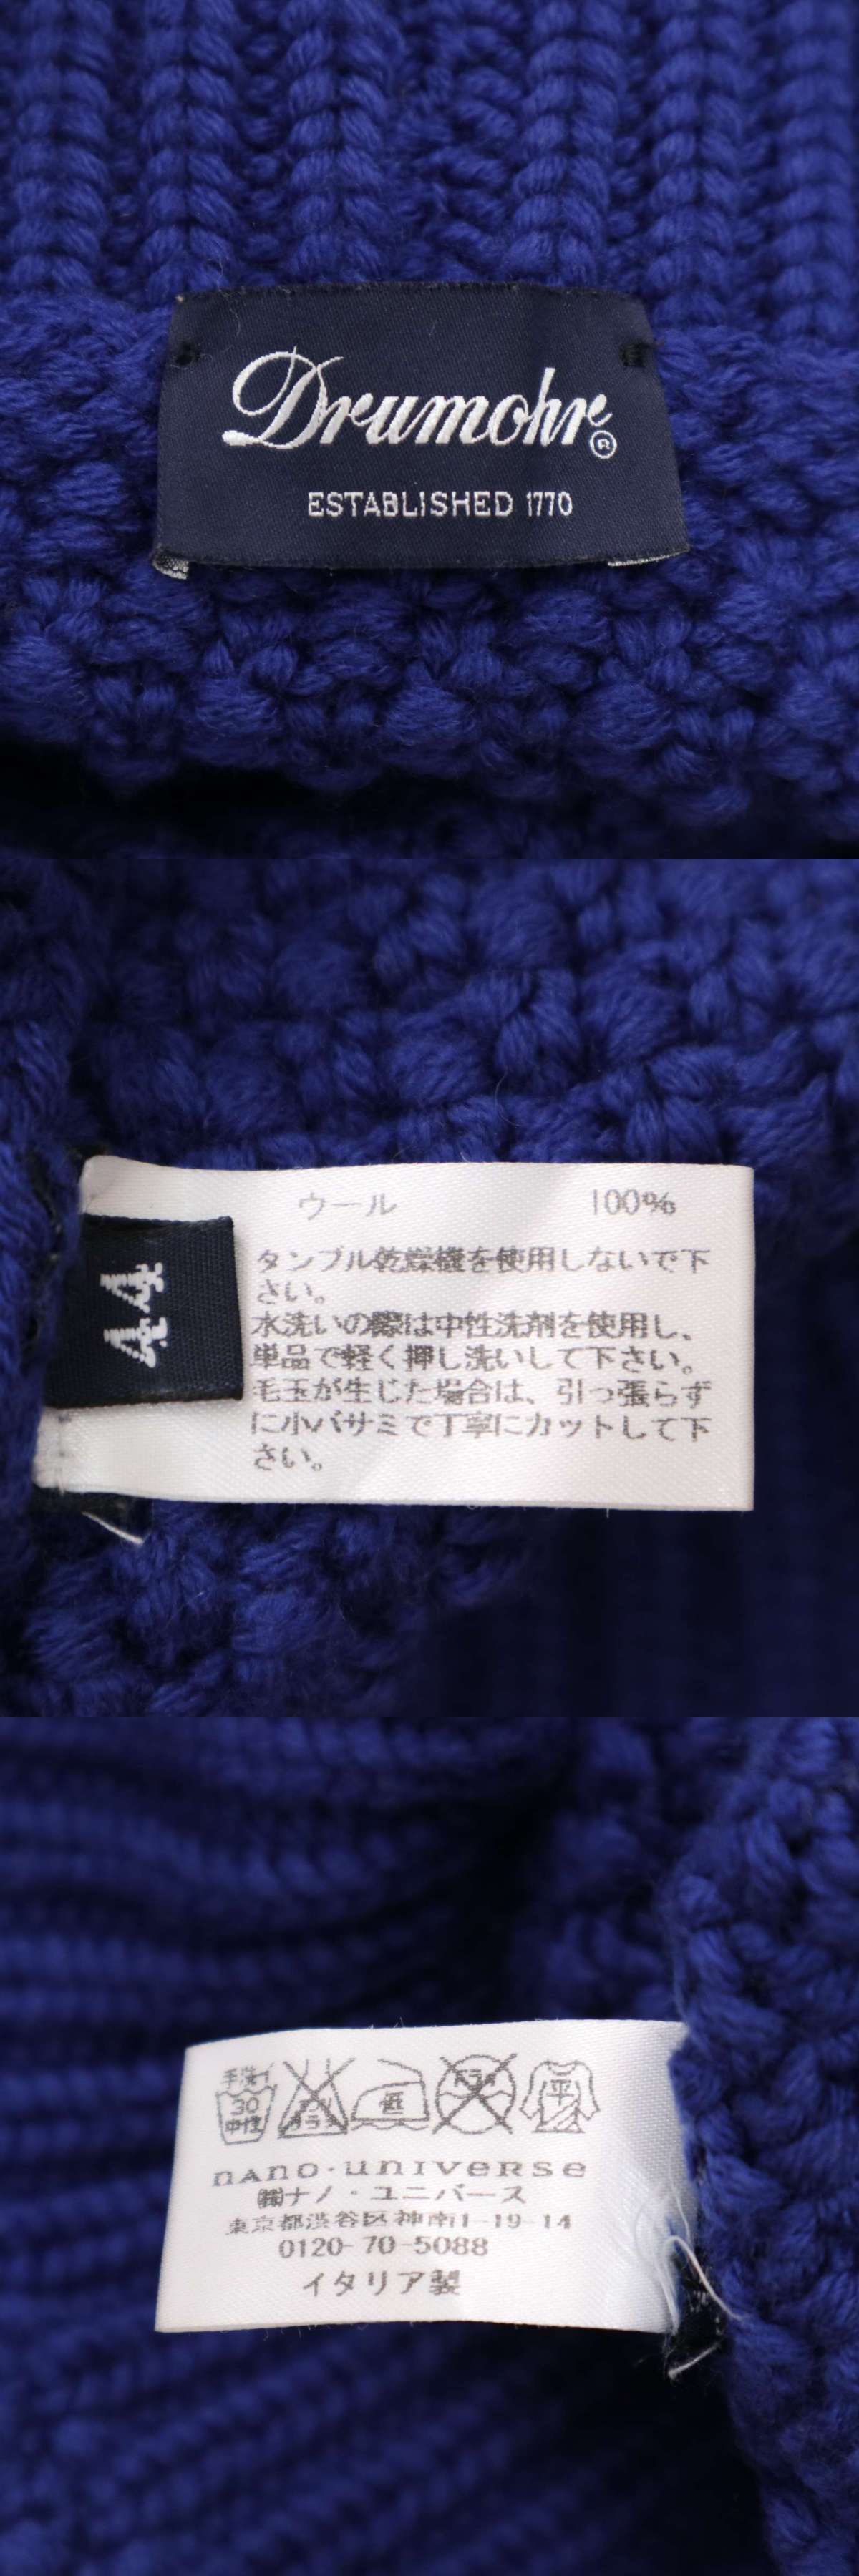 Drumohr®
ESTABLISHED 1770
44
ウール 100%
タンブル乾燥機を使用しないで下
さい。
水洗いの際は中性洗剤を使用し、
単品で軽く押し洗いして下さい。
毛玉が生じた場合は、引っ張らず
に小バサミで丁寧にカットして下
さい。
手洗イ
30
中性
低
ドライ
平
nano·universe
㈱ナノ・ユニバース
東京都渋谷区神南1-19-14
0120-70-5088
イタリア製